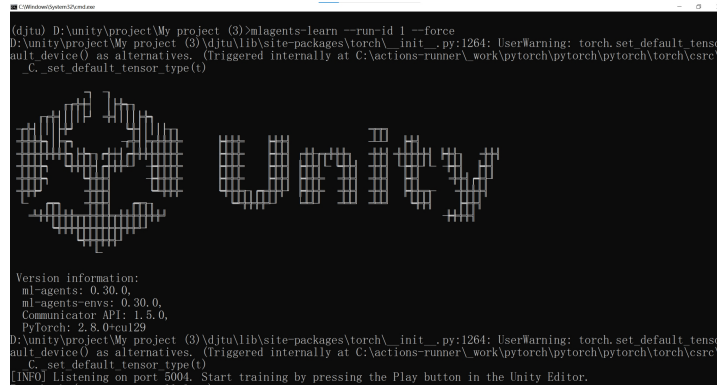 C:\Windows\System32\cmd.exe
(djtu) D:\unity\project\My project (3)>mlagents-learn --run-id 1 --force
D:\unity\project\My project (3)\djtu\lib\site-packages\torch\__init__.py:1264: UserWarning: torch.set_default_tenso
ault_device() as alternatives. (Triggered internally at C:\actions-runner\_work\pytorch\pytorch\pytorch\torch\csrc\
_C._set_default_tensor_type(t)
Unity
Version information:
ml-agents: 0.30.0,
ml-agents-envs: 0.30.0,
Communicator API: 1.5.0,
PyTorch: 2.8.0+cu129
D:\unity\project\My project (3)\djtu\lib\site-packages\torch\__init__.py:1264: UserWarning: torch.set_default_tenso
ault_device() as alternatives. (Triggered internally at C:\actions-runner\_work\pytorch\pytorch\pytorch\torch\csrc\
_C._set_default_tensor_type(t)
[INFO] Listening on port 5004. Start training by pressing the Play button in the Unity Editor.